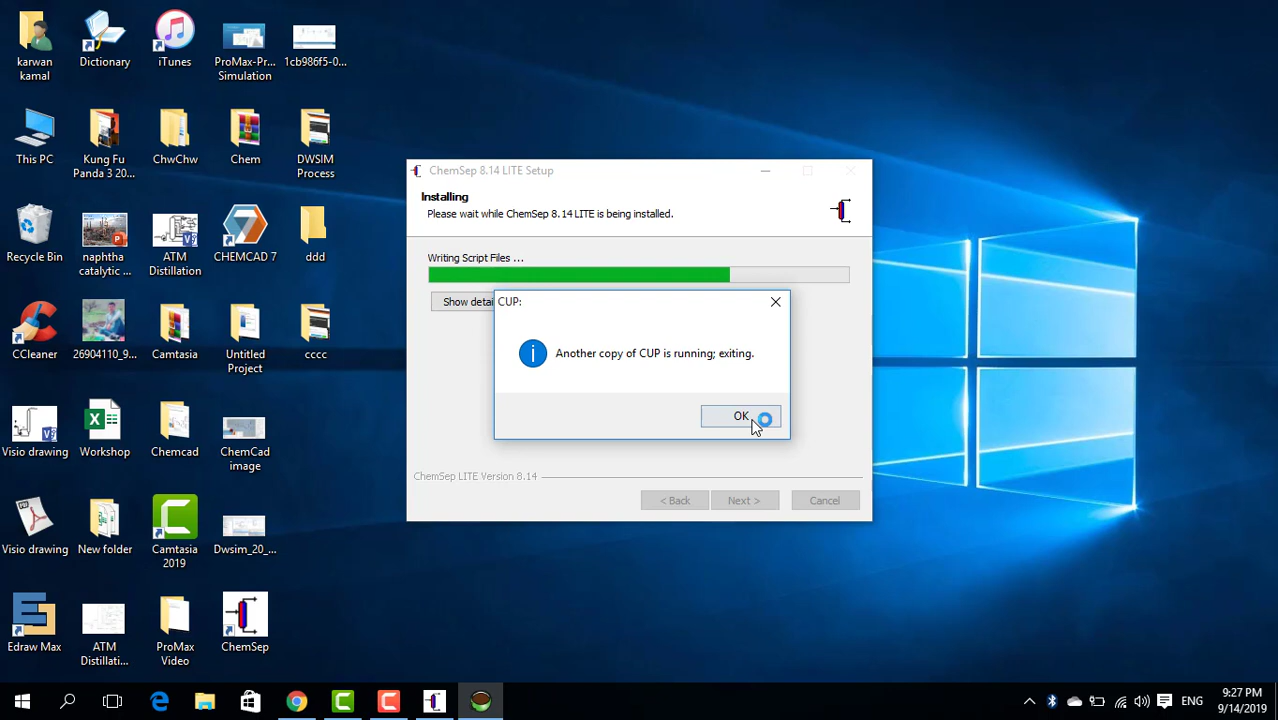 karwan
kamal
Dictionary
iTunes
ProMax-Pr...
Simulation
1cb986f5-0...
This PC
Kung Fu
Panda 3 20...
ChwChw
Chem
DWSIM
Process
Recycle Bin
naphtha
catalytic ...
ATM
Distillation
CHEMCAD 7
ddd
CCleaner
26904110_9...
Camtasia
Untitled
Project
cccc
Visio drawing
Workshop
Chemcad
ChemCad
image
Visio drawing
New folder
Camtasia
2019
Dwsim_20_...
Edraw Max
ATM
Distillati...
ProMax
Video
ChemSep
ChemSep 8.14 LITE Setup
Installing
Please wait while ChemSep 8.14 LITE is being installed.
Writing Script Files ...
Show detai
CUP:
Another copy of CUP is running; exiting.
OK
ChemSep LITE Version 8.14
< Back
Next >
Cancel
ENG
9:27 PM
9/14/2019